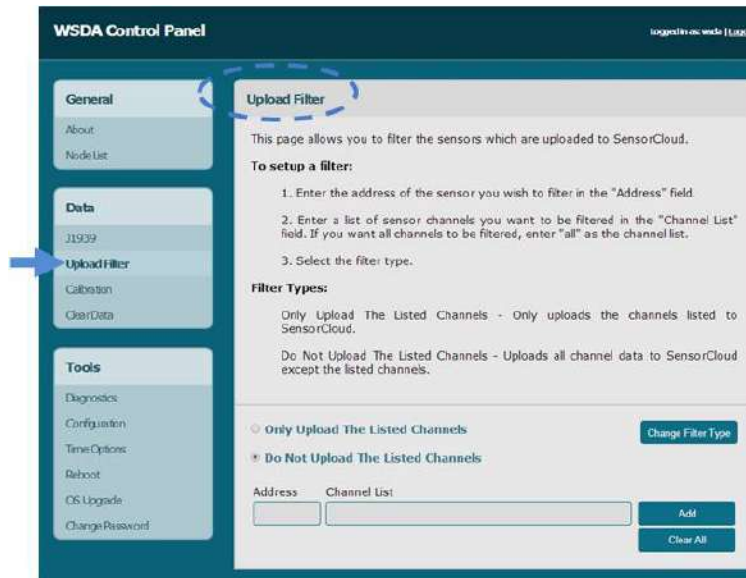 WSDA Control Panel
Logged in as: wsda | Logo
General
About
Node List
Data
J1939
Upload Filter
Calibration
Clear Data
Tools
Diagnostics
Configuration
Time Options
Reboot
OS Upgrade
Change Password
Upload Filter
This page allows you to filter the sensors which are uploaded to SensorCloud.
To setup a filter:
1. Enter the address of the sensor you wish to filter in the "Address" field.
2. Enter a list of sensor channels you want to be filtered in the "Channel List"
field. If you want all channels to be filtered, enter "all" as the channel list.
3. Select the filter type.
Filter Types:
Only Upload The Listed Channels - Only uploads the channels listed to
SensorCloud.
Do Not Upload The Listed Channels - Uploads all channel data to SensorCloud
except the listed channels.
Only Upload The Listed Channels
Change Filter Type
Do Not Upload The Listed Channels
Address Channel List
Add
Clear All